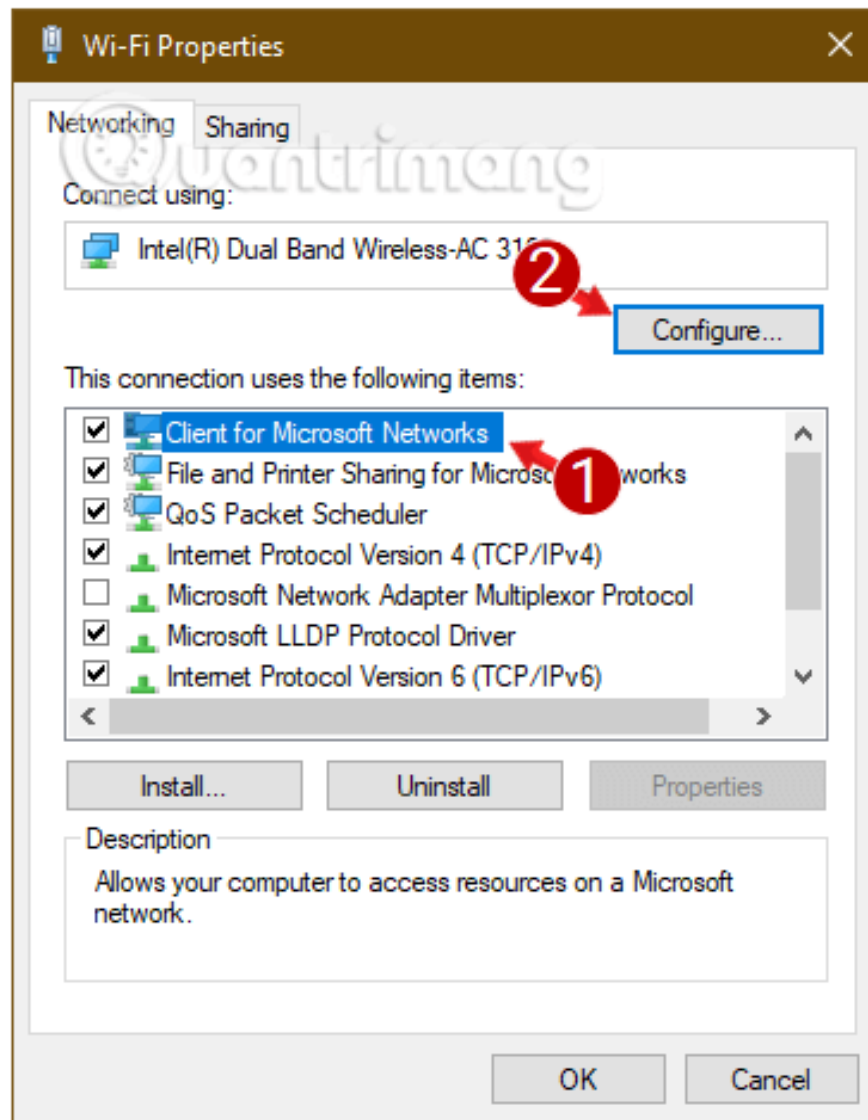 Wi-Fi Properties
Networking
Sharing
Quantrimang
Connect using:
Intel(R) Dual Band Wireless-AC
2
Configure...
This connection uses the following items:
Client for Microsoft Networks
1
File and Printer Sharing for
QoS Packet Scheduler
Internet Protocol Version 4 (TCP/IPv4)
Microsoft Network Adapter Multiplexor Protocol
Microsoft LLDP Protocol Driver
Internet Protocol Version 6 (TCP/IPv6)
Install...
Uninstall
Properties
Description
Allows your computer to access resources on a Microsoft
network.
OK
Cancel